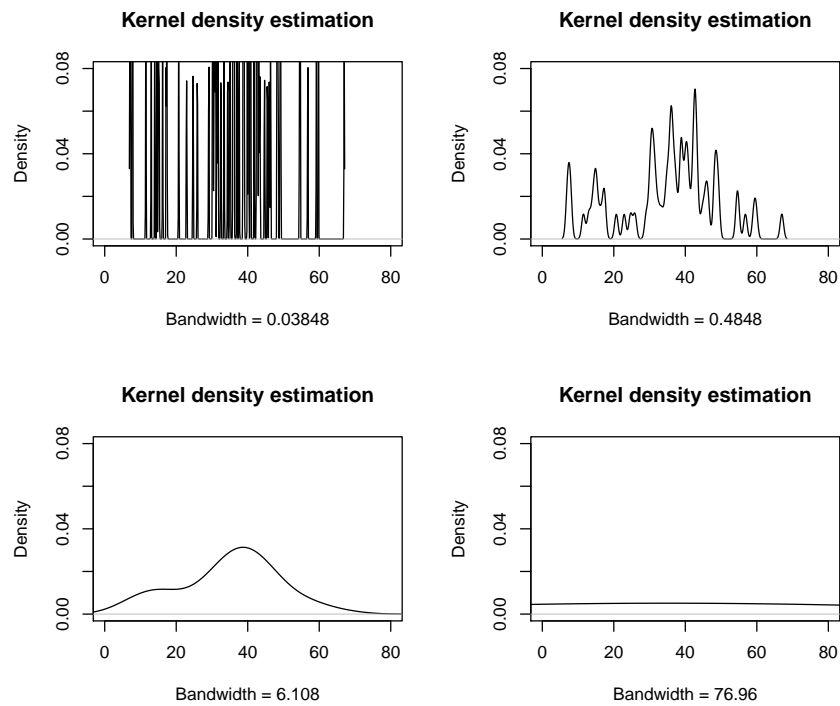 Kernel density estimation
Density
0.00 0.04 0.08
0 20 40 60 80
Bandwidth = 0.03848
Kernel density estimation
Density
0.00 0.04 0.08
0 20 40 60 80
Bandwidth = 0.4848
Kernel density estimation
Density
0.00 0.04 0.08
0 20 40 60 80
Bandwidth = 6.108
Kernel density estimation
Density
0.00 0.04 0.08
0 20 40 60 80
Bandwidth = 76.96